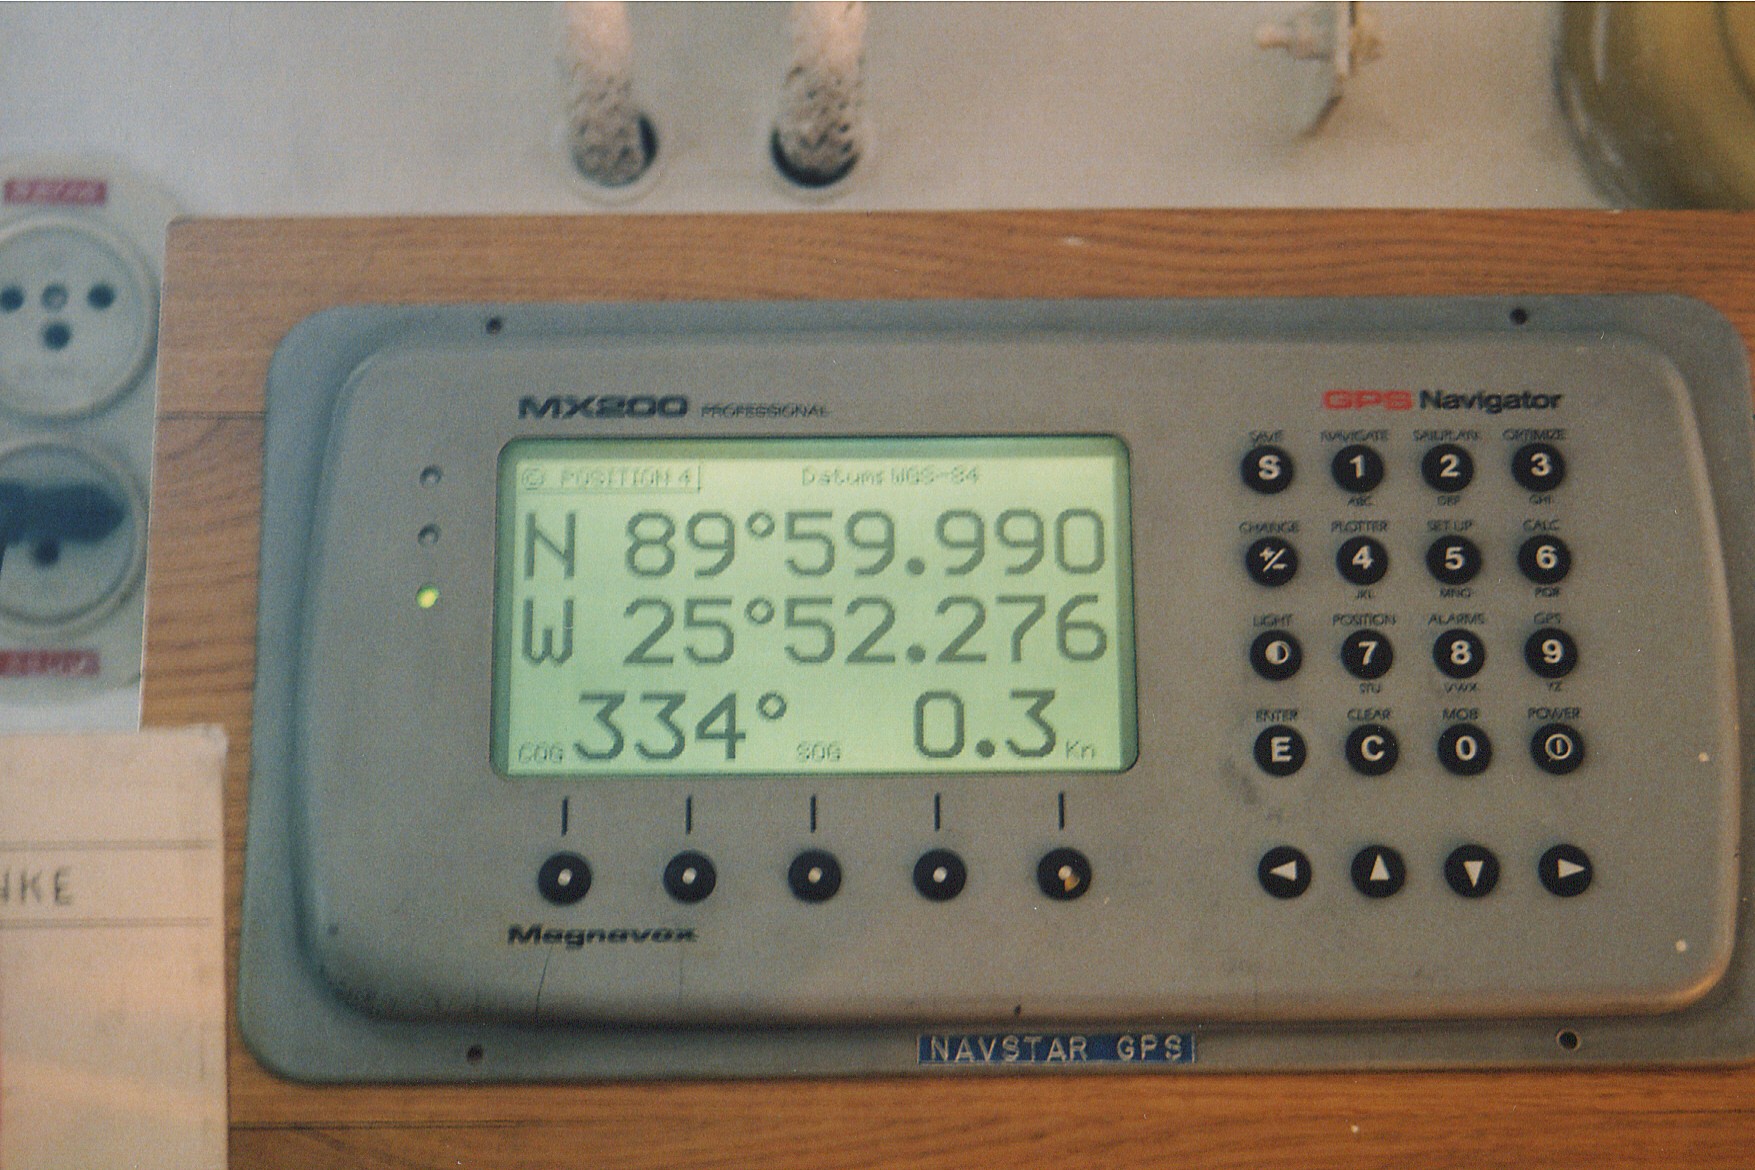 MX200 PROFESSIONAL
GPS Navigator
POSITION 4 Datum: WGS-84
N 89°59.990
W 25°52.276
COG 334° SOG 0.3 Kn
SAVE NAVIGATE SAILPLAN OPTIMIZE
S 1 2 3
ABC DEF GHI
CHANGE PLOTTER SET UP CALC
+/- 4 5 6
JKL MNO PQR
LIGHT POSITION ALARMS GPS
7 8 9
STU VWX YZ
ENTER CLEAR MOB POWER
E C 0
Magnavox
NAVSTAR GPS
NKE